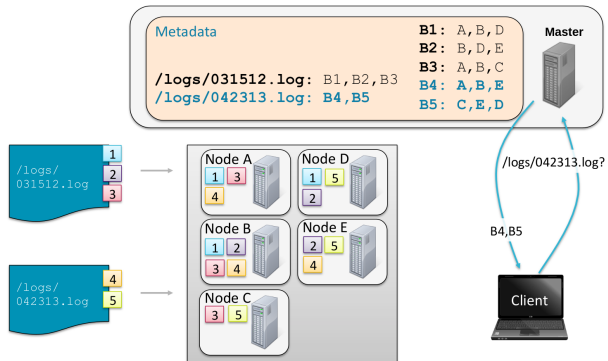 Metadata
B1: A,B,D
B2: B,D,E
B3: A,B,C
/logs/031512.log: B1,B2,B3
B4: A,B,E
/logs/042313.log: B4,B5
B5: C,E,D
Master
/logs/
031512.log
1
2
3
/logs/
042313.log
4
5
Node A
1 3
4
Node D
1 5
2
Node B
1 2
3 4
Node E
2 5
4
Node C
3 5
/logs/042313.log?
B4,B5
Client